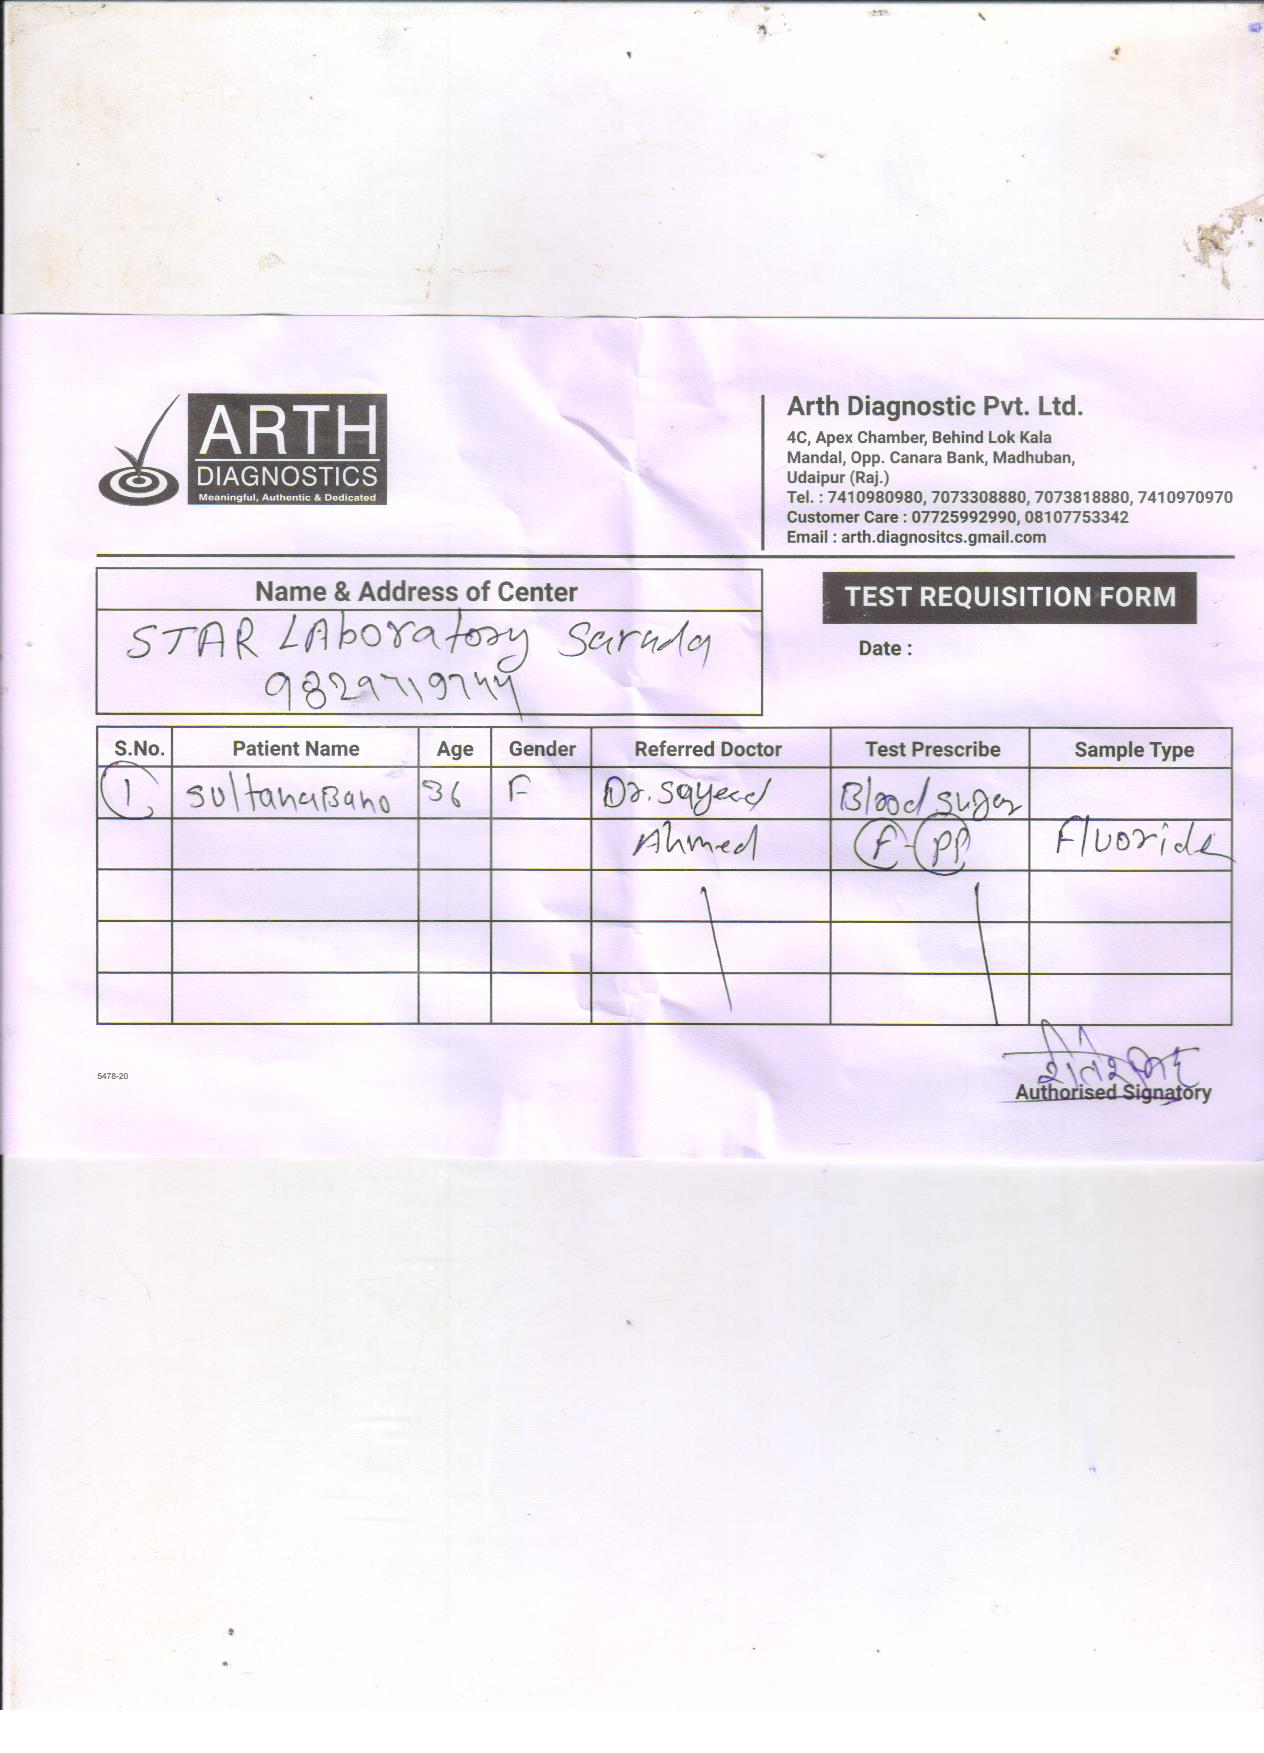 ARTH
DIAGNOSTICS
Meaningful, Authentic & Dedicated
Arth Diagnostic Pvt. Ltd.
4C, Apex Chamber, Behind Lok Kala
Mandal, Opp. Canara Bank, Madhuban,
Udaipur (Raj.)
Tel. : 7410980980, 7073308880, 7073818880, 7410970970
Customer Care : 07725992990, 08107753342
Email : arth.diagnositcs.gmail.com
Name & Address of Center
STAR LAboratory Sarada
TEST REQUISITION FORM
Date :
S.No. Patient Name Age Gender Referred Doctor Test Prescribe Sample Type
1, SultanaBano 36 F Dr. Sayeed Blood sugar
Ahmed F - PP Fluoride
5478-20
Authorised Signatory